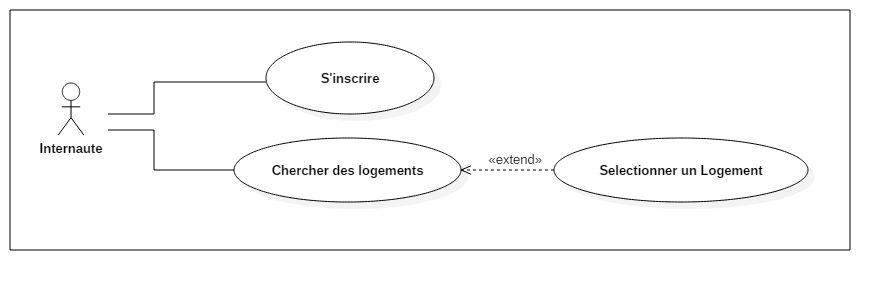 S'inscrire
Internaute
Chercher des logements
«extend»
Selectionner un Logement